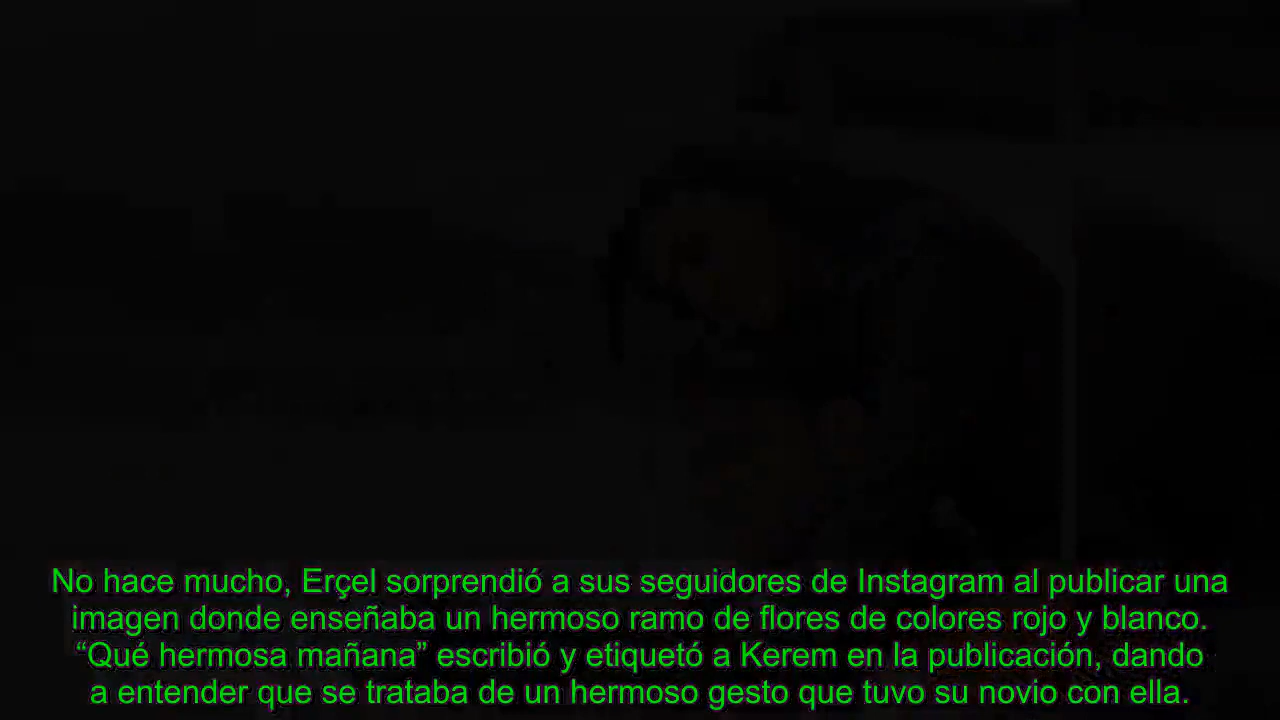 No hace mucho, Erçel sorprendió a sus seguidores de Instagram al publicar una
imagen donde enseñaba un hermoso ramo de flores de colores rojo y blanco.
“Qué hermosa mañana” escribió y etiquetó a Kerem en la publicación, dando
a entender que se trataba de un hermoso gesto que tuvo su novio con ella.